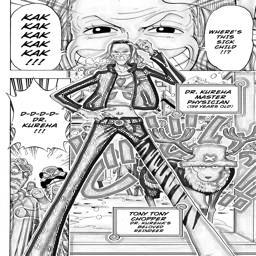 KAK
KAK
KAK
KAK
KAK
!!!
WHERE'S
THIS
SICK
CHILD
!!?
DR. KUREHA
MASTER
PHYSICIAN
(139 YEARS OLD)
D-D-D-D-
DR.
KUREHA
!!!
TONY TONY
CHOPPER
DR. KUREHA'S
BELOVED
REINDEER